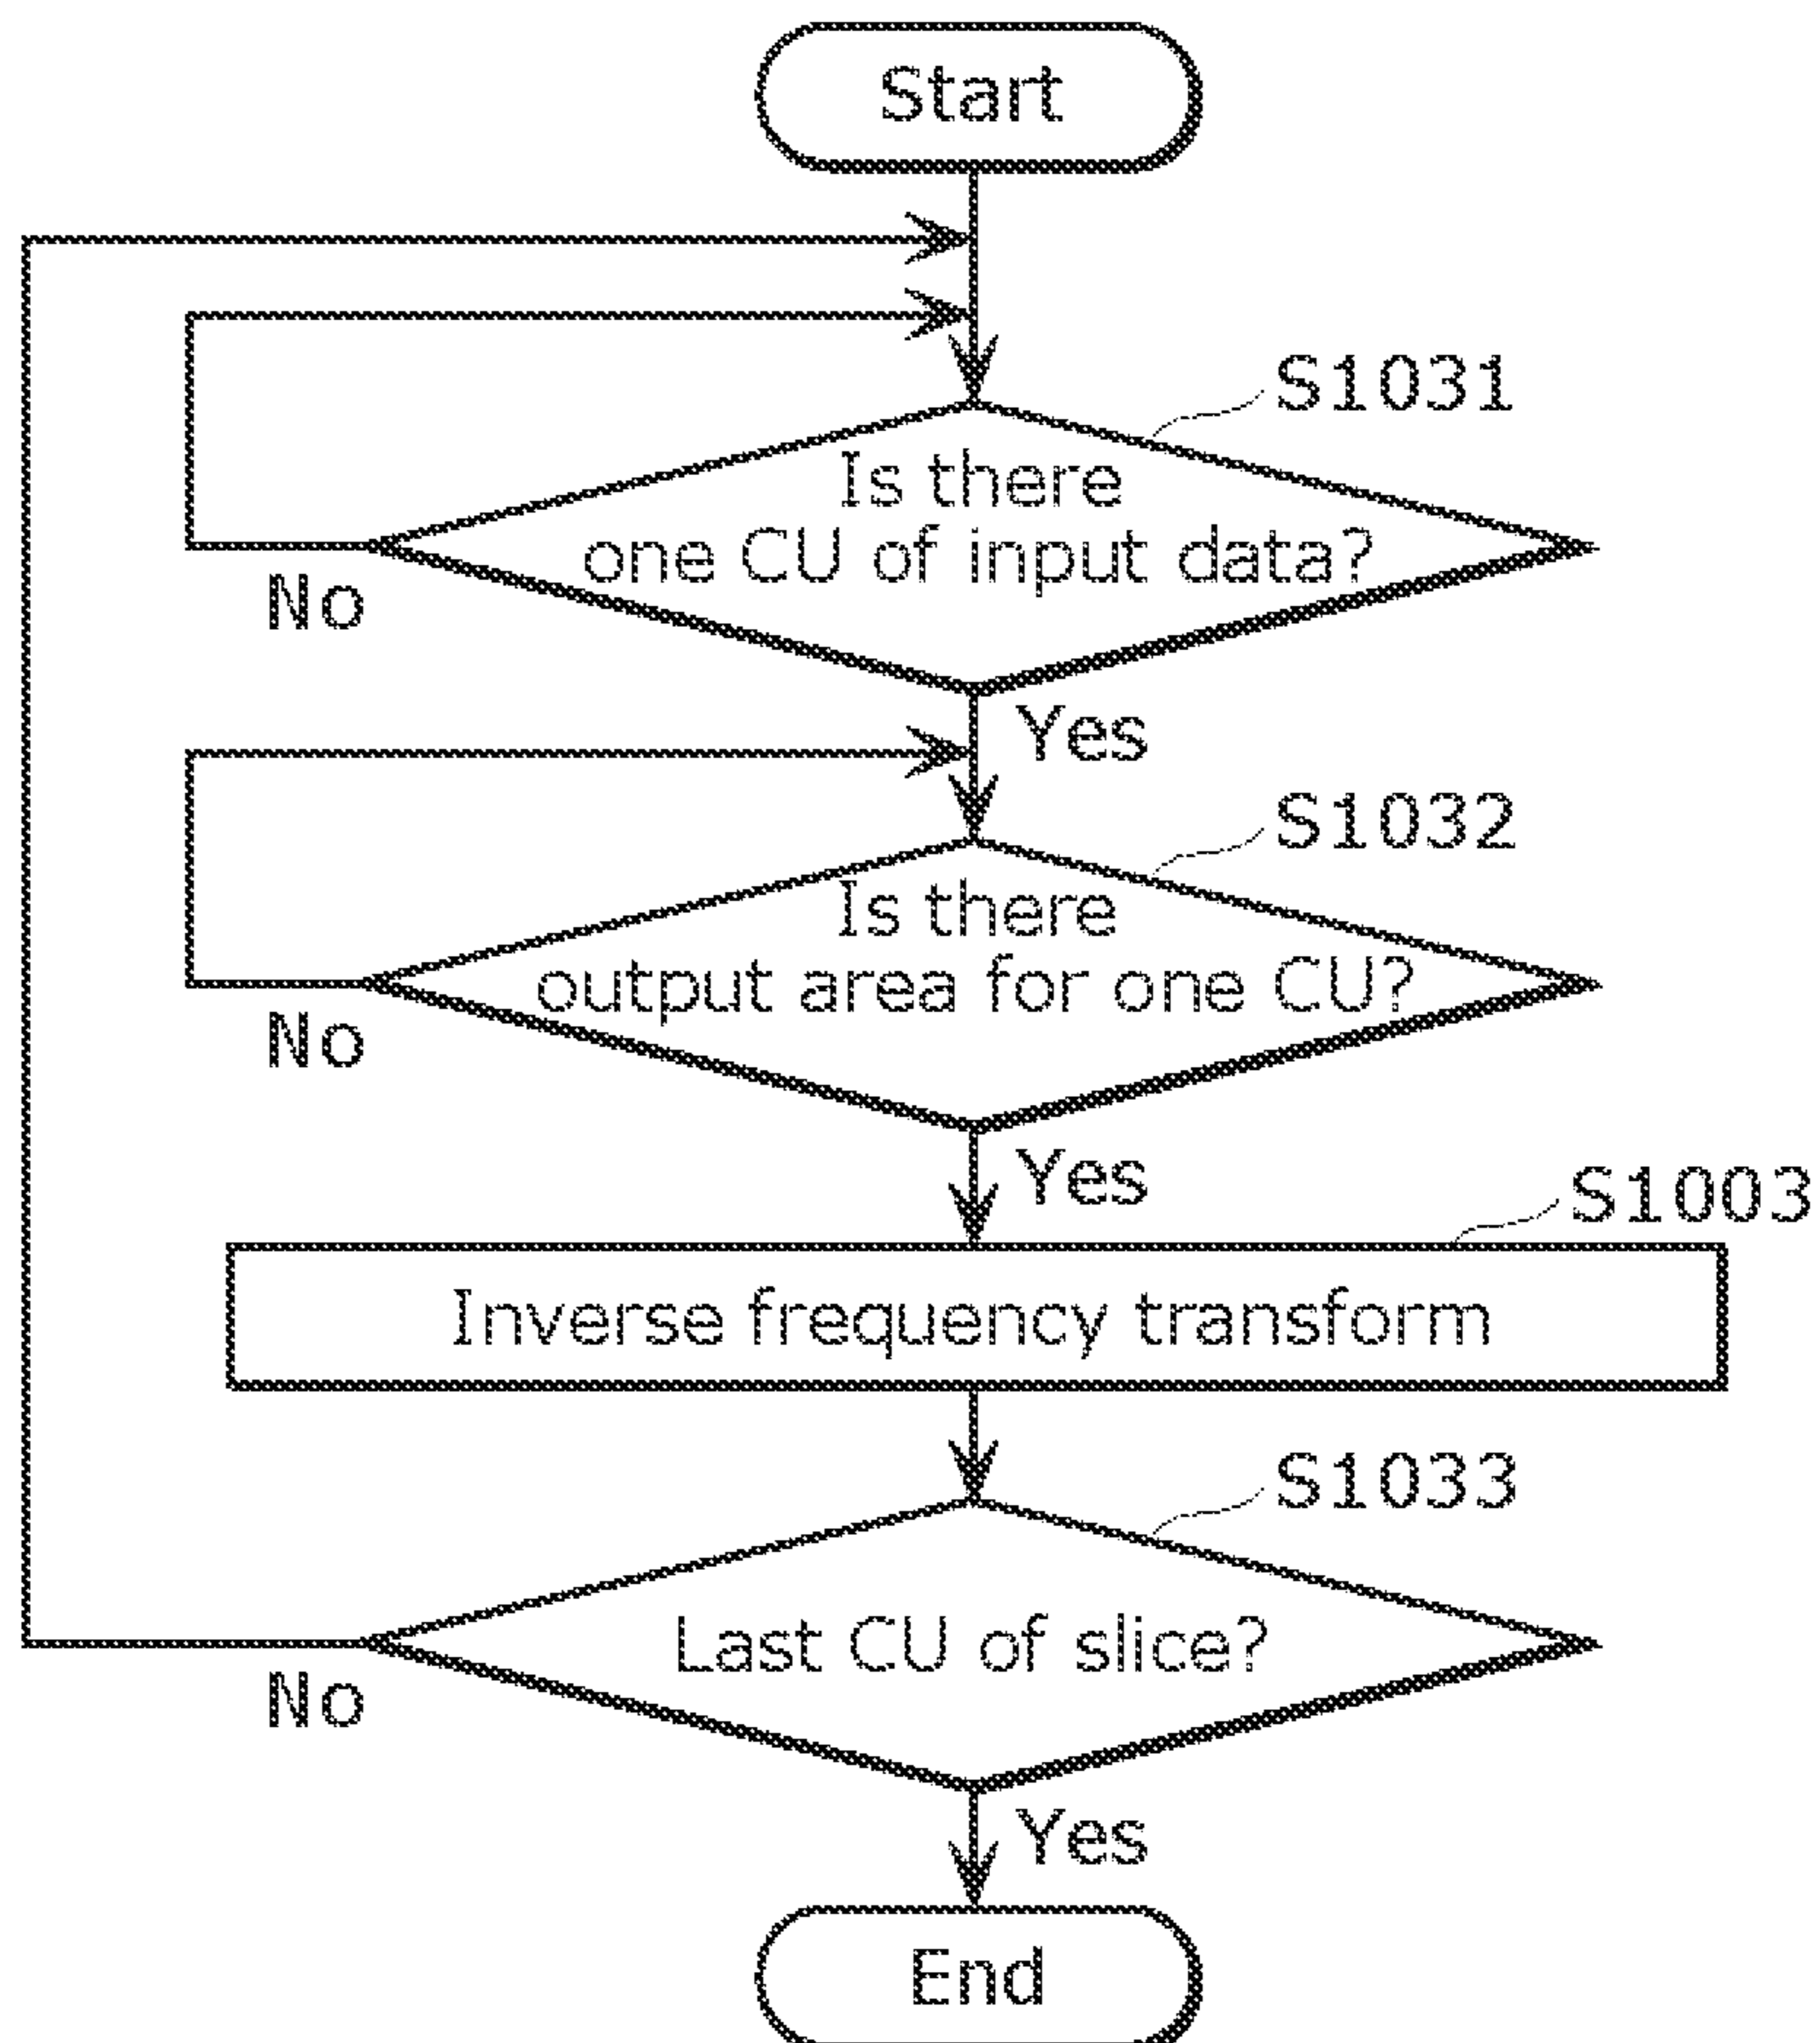 Start
S1031
Is there
one CU of input data?
No
Yes
S1032
Is there
output area for one CU?
No
Yes
S1003
Inverse frequency transform
S1033
Last CU of slice?
No
Yes
End